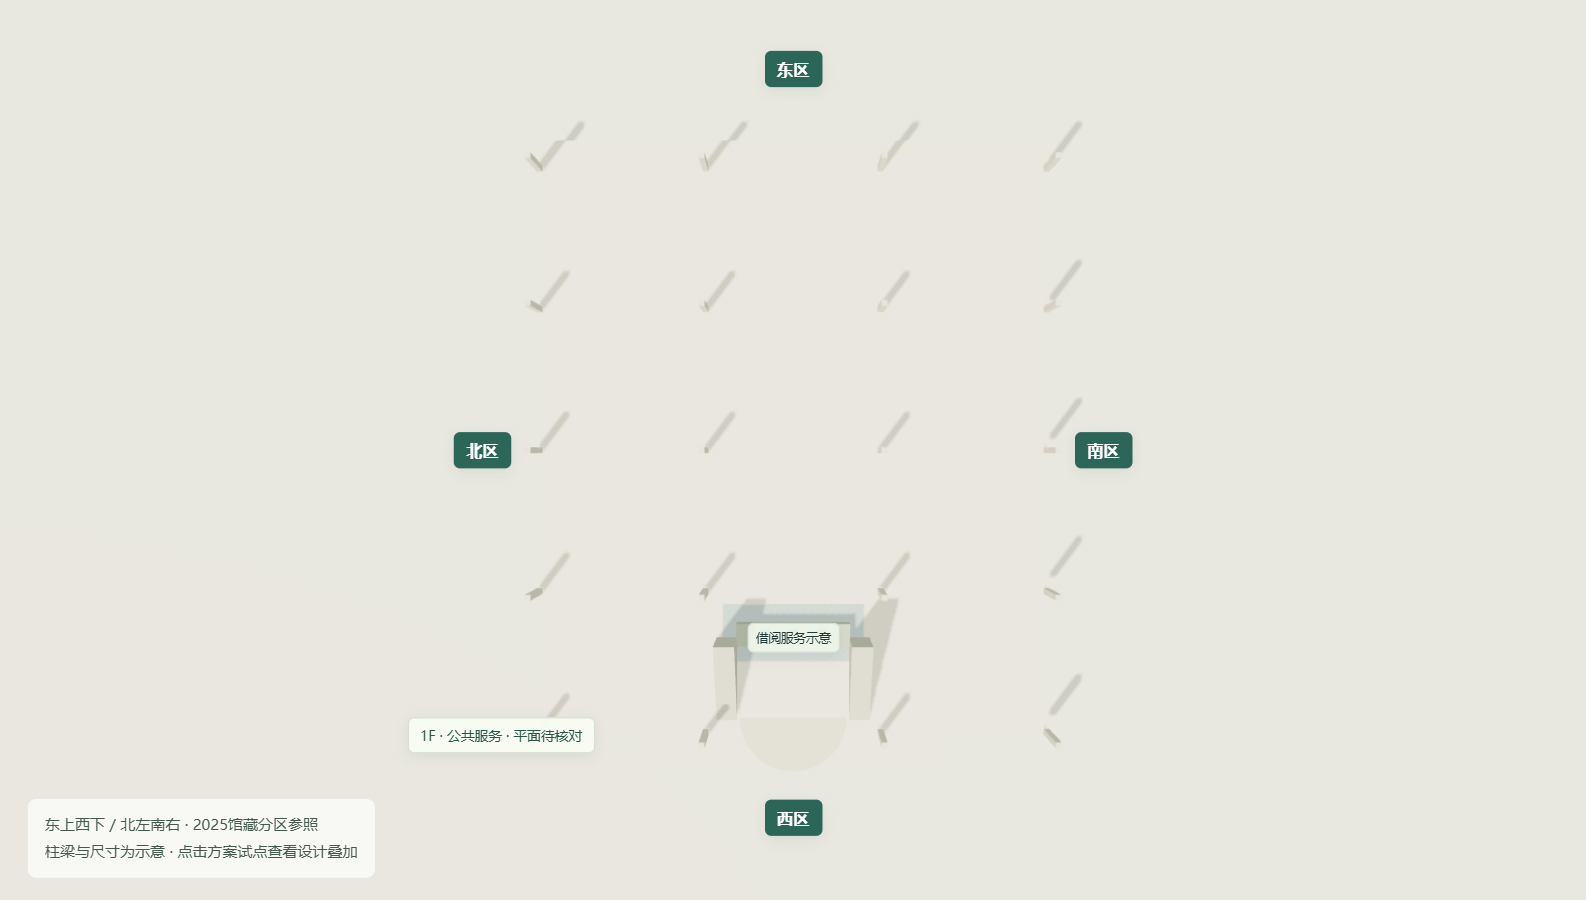 东区
北区
南区
借阅服务示意
1F · 公共服务 · 平面待核对
西区
东上西下 / 北左南右 · 2025馆藏分区参照
柱梁与尺寸为示意 · 点击方案试点查看设计叠加